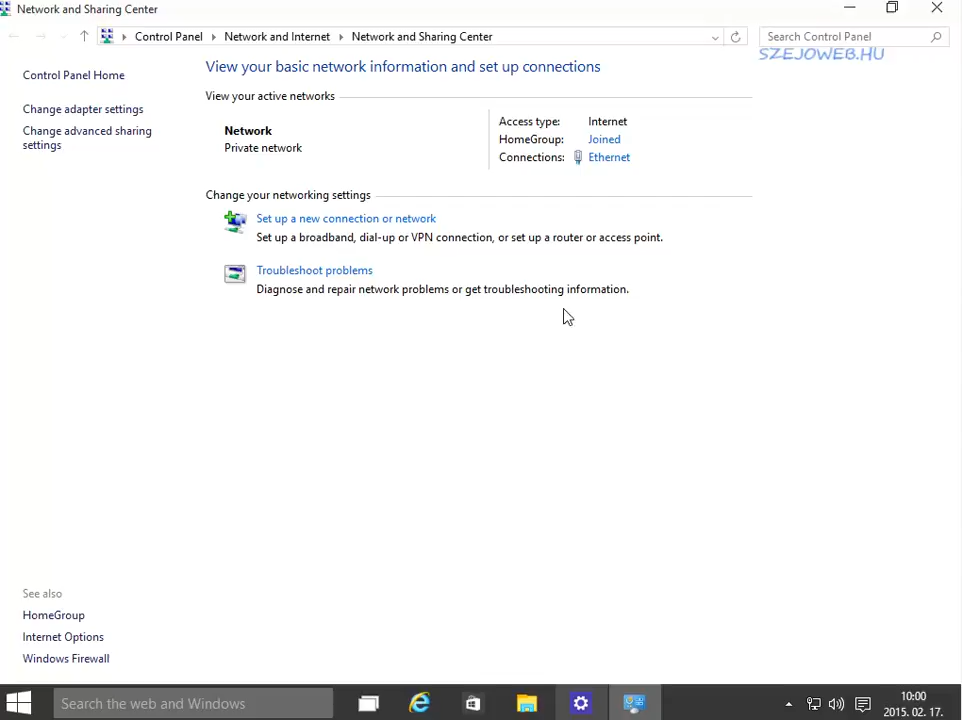 Network and Sharing Center
Control Panel
Network and Internet
Network and Sharing Center
Search Control Panel
SZEJOWEB.HU
Control Panel Home
Change adapter settings
Change advanced sharing
settings
View your basic network information and set up connections
View your active networks
Network
Private network
Access type: Internet
HomeGroup: Joined
Connections: Ethernet
Change your networking settings
Set up a new connection or network
Set up a broadband, dial-up or VPN connection, or set up a router or access point.
Troubleshoot problems
Diagnose and repair network problems or get troubleshooting information.
See also
HomeGroup
Internet Options
Windows Firewall
Search the web and Windows
10:00
2015. 02. 17.